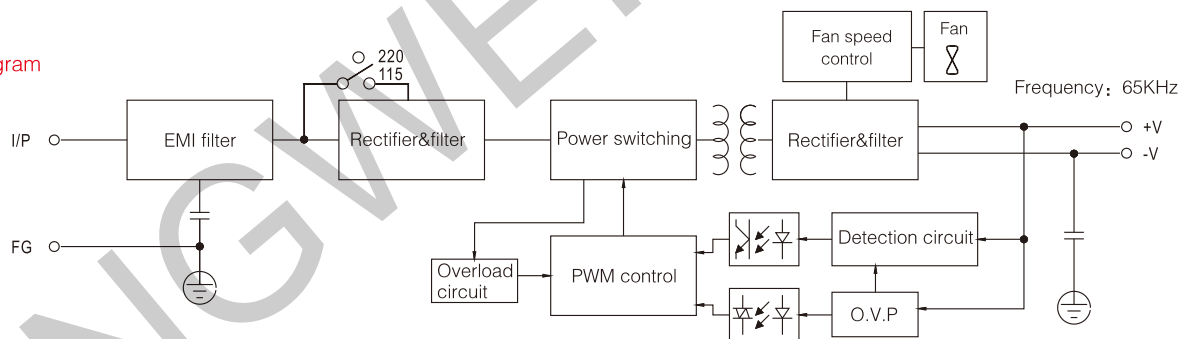 gram
220
115
Fan speed
control
Fan
Frequency：65KHz
I/P
EMI filter
Rectifier&filter
Power switching
Rectifier&filter
+V
-V
FG
Overload
circuit
PWM control
Detection circuit
O.V.P
NGWE